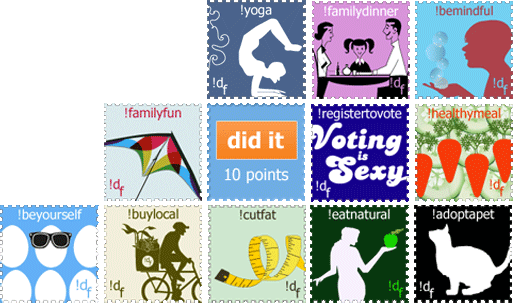 !yoga
!df
!familydinner
!df
!bemindful
!df
!familyfun
!df
did it
10 points
!registertovote
Voting
is
Sexy
!df
!healthymeal
!df
!beyourself
!df
!buylocal
!df
!cutfat
!df
!eatnatural
!df
!adoptapet
!df